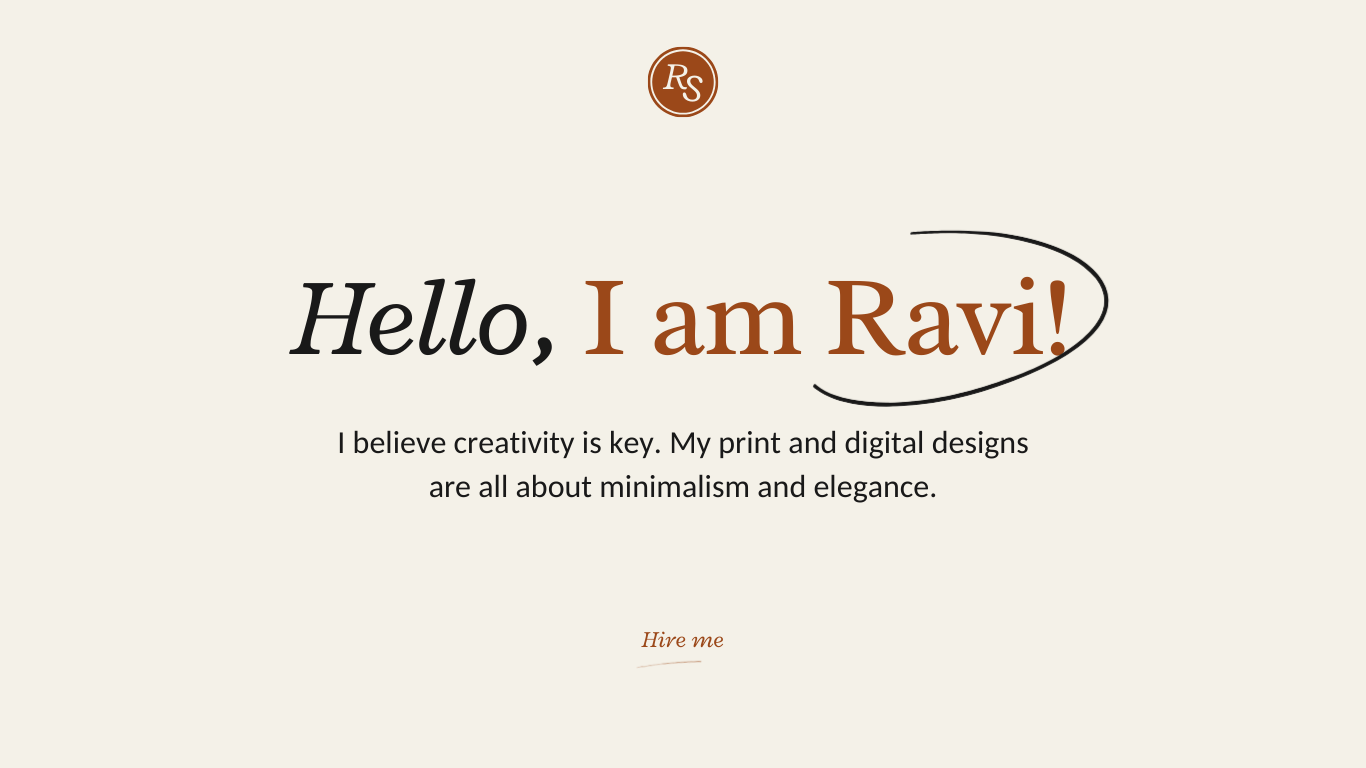 RS
Hello, I am Ravi!
I believe creativity is key. My print and digital designs
are all about minimalism and elegance.
Hire me